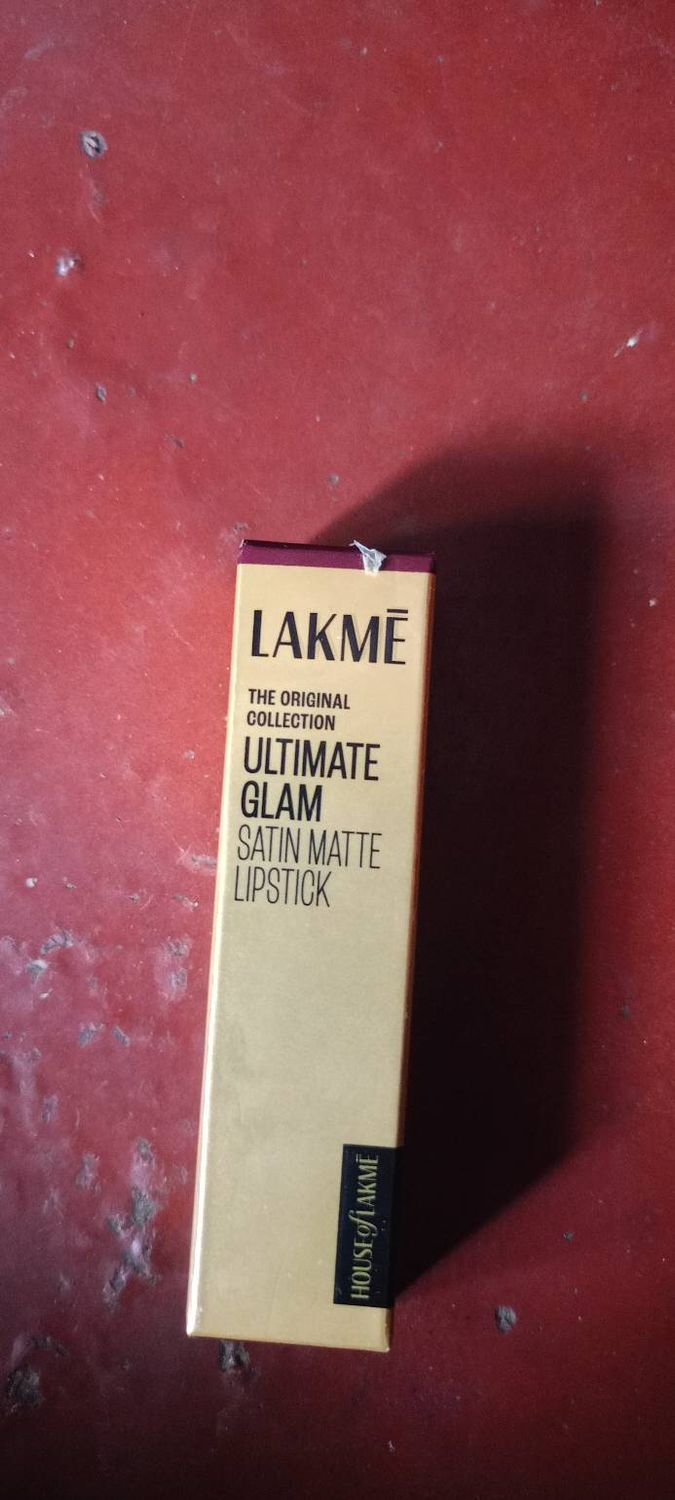 LAKMĒ
THE ORIGINAL
COLLECTION
ULTIMATE
GLAM
SATIN MATTE
LIPSTICK
HOUSE of LAKMĒ